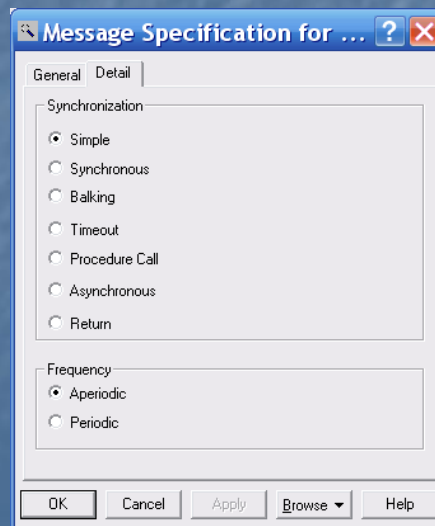 Message Specification for ...
General Detail
Synchronization
Simple
Synchronous
Balking
Timeout
Procedure Call
Asynchronous
Return
Frequency
Aperiodic
Periodic
OK Cancel Apply Browse Help